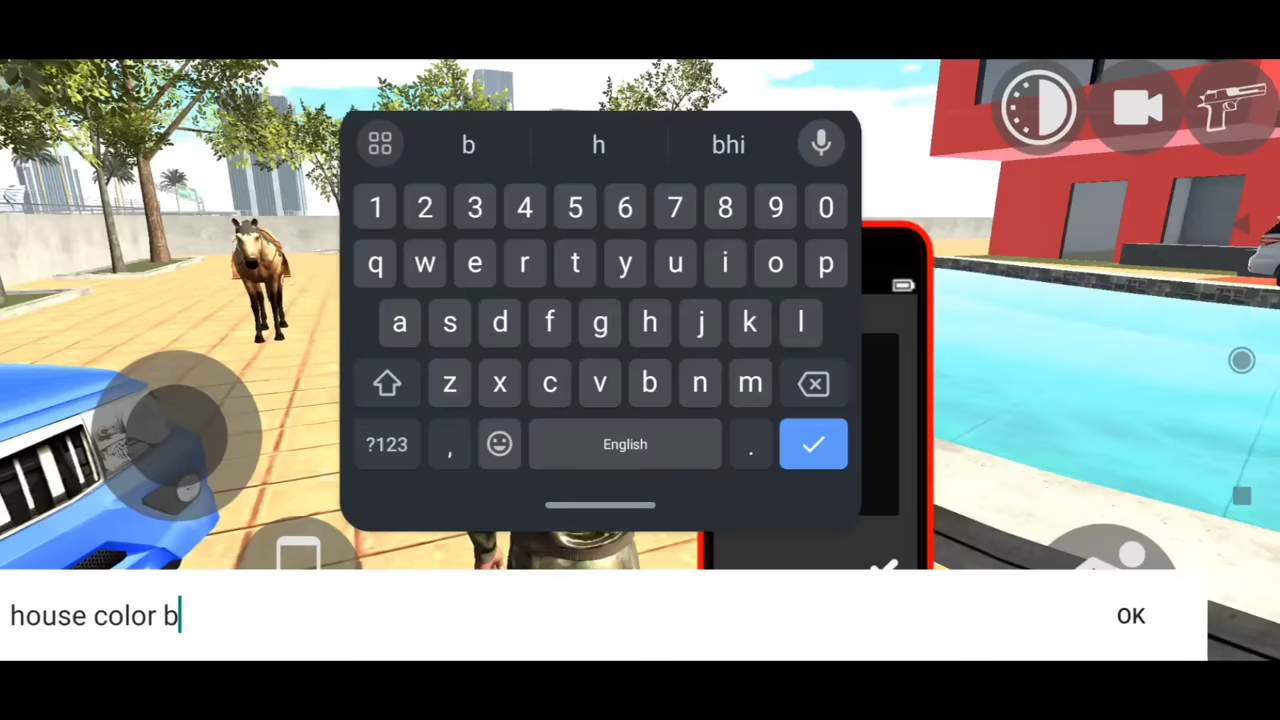 b h bhi
1 2 3 4 5 6 7 8 9 0
q w e r t y u i o p
a s d f g h j k l
z x c v b n m
?123 , English .
house color b OK